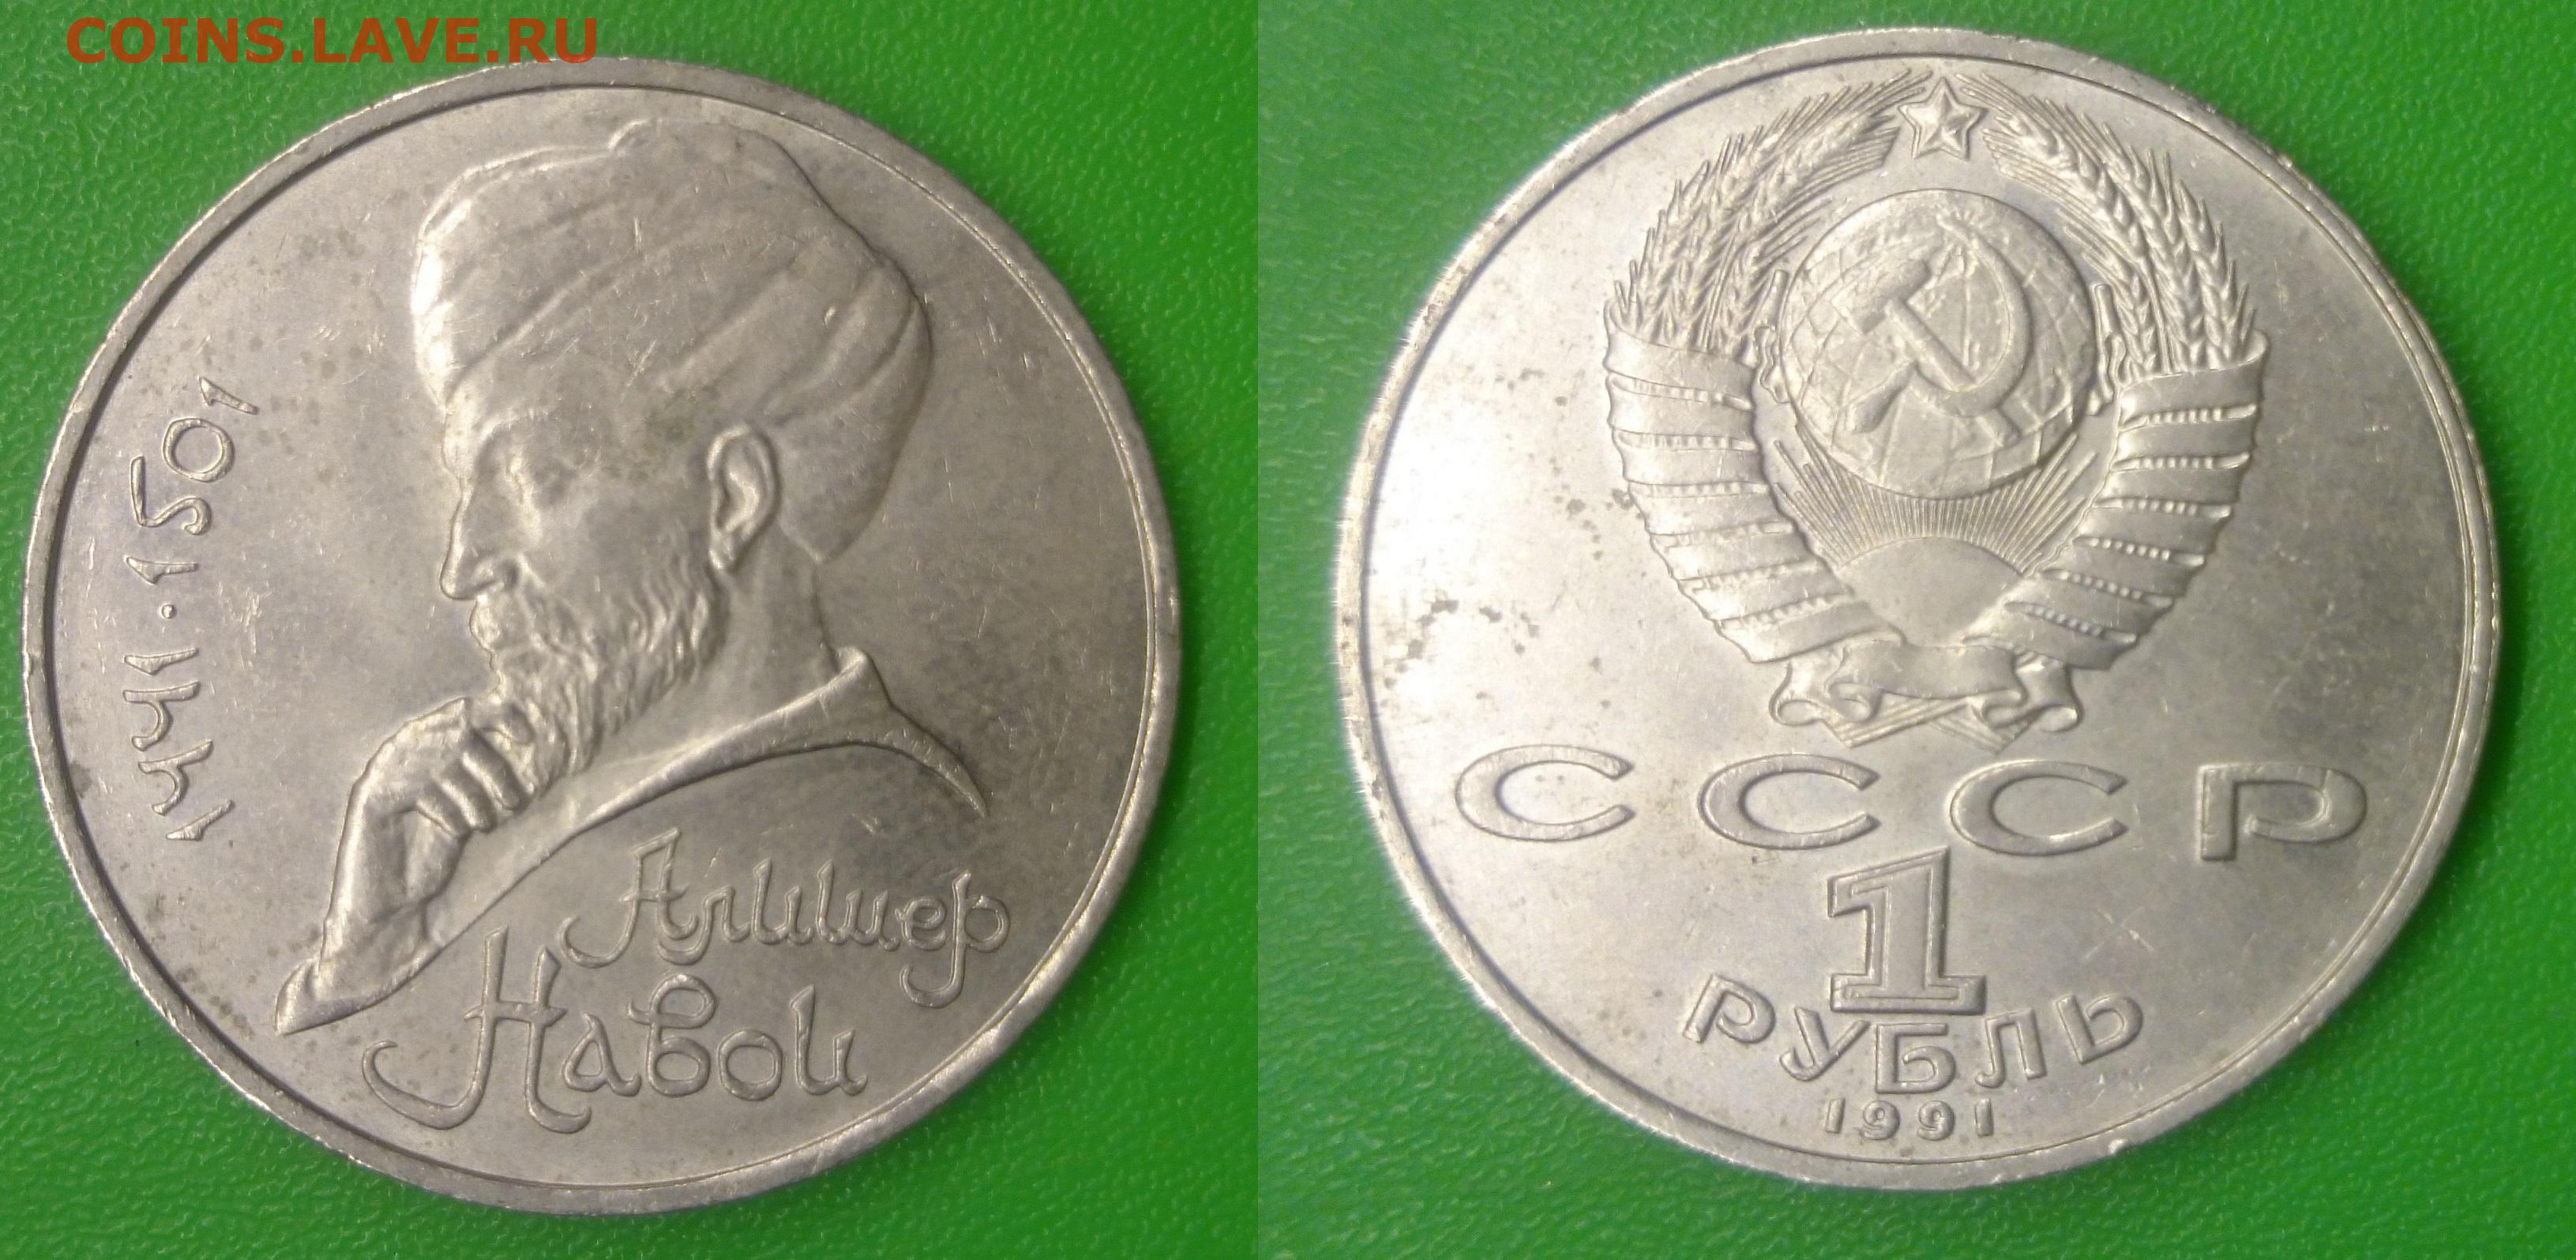 COINS.LAVE.RU
1441·1501
Алишер
Навои
СССР
1
РУБЛЬ
1991